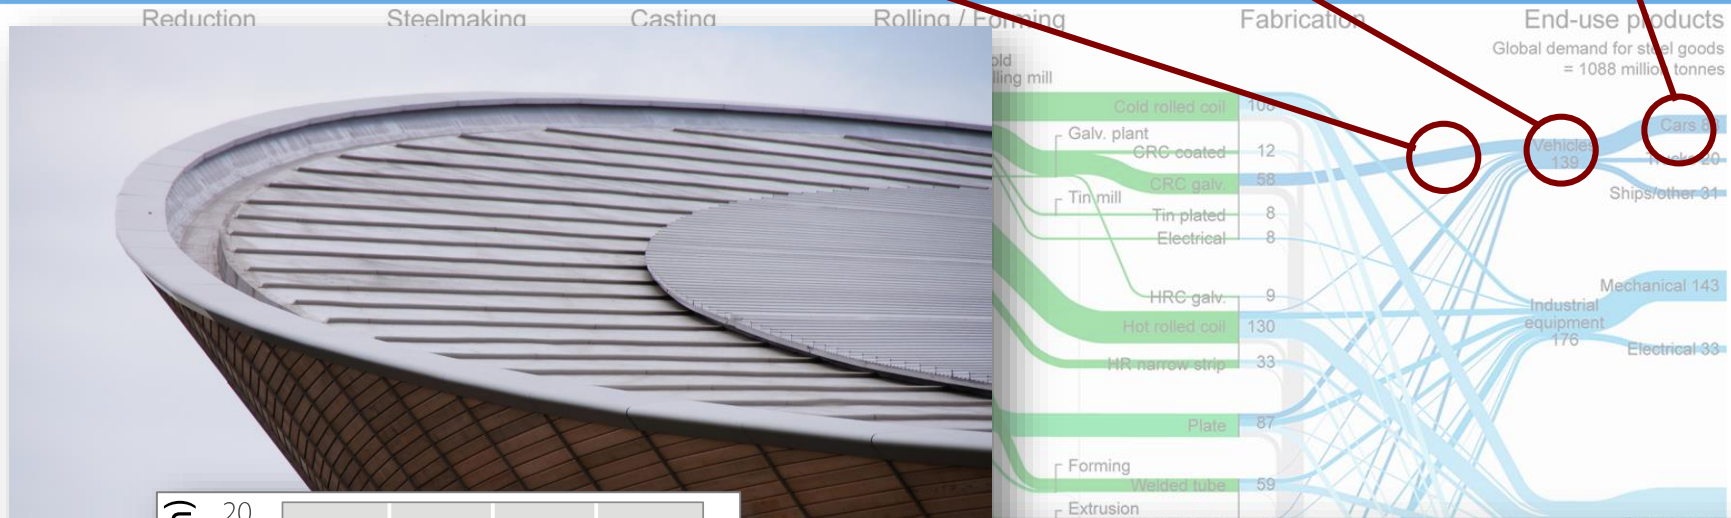 Reduction
Steelmaking
Casting
Rolling / Forming
Fabrication
End-use products
Global demand for steel goods
= 1088 million tonnes
Cold rolled coil
108
Galv. plant
CRC coated
12
CRC galv.
58
Tin mill
Tin plated
8
Electrical
8
HRC galv.
9
Hot rolled coil
130
HR narrow strip
33
Plate
87
Forming
Welded tube
59
Extrusion
Vehicles
139
Cars
Trucks 20
Ships/other 31
Industrial
equipment
176
Mechanical 143
Electrical 33
20